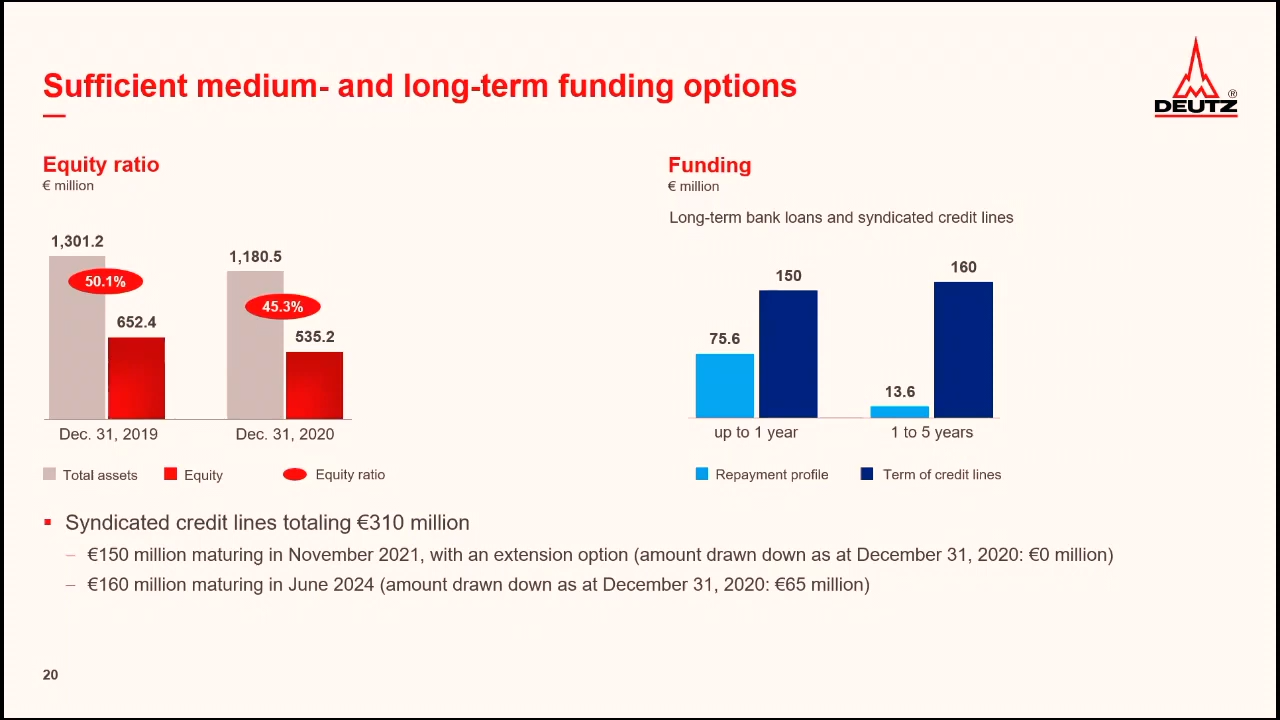 Sufficient medium- and long-term funding options
®
DEUTZ
Equity ratio
€ million
1,301.2
50.1%
652.4
1,180.5
45.3%
535.2
Dec. 31, 2019
Dec. 31, 2020
Total assets
Equity
Equity ratio
Funding
€ million
Long-term bank loans and syndicated credit lines
75.6
150
13.6
160
up to 1 year
1 to 5 years
Repayment profile
Term of credit lines
▪ Syndicated credit lines totaling €310 million
– €150 million maturing in November 2021, with an extension option (amount drawn down as at December 31, 2020: €0 million)
– €160 million maturing in June 2024 (amount drawn down as at December 31, 2020: €65 million)
20